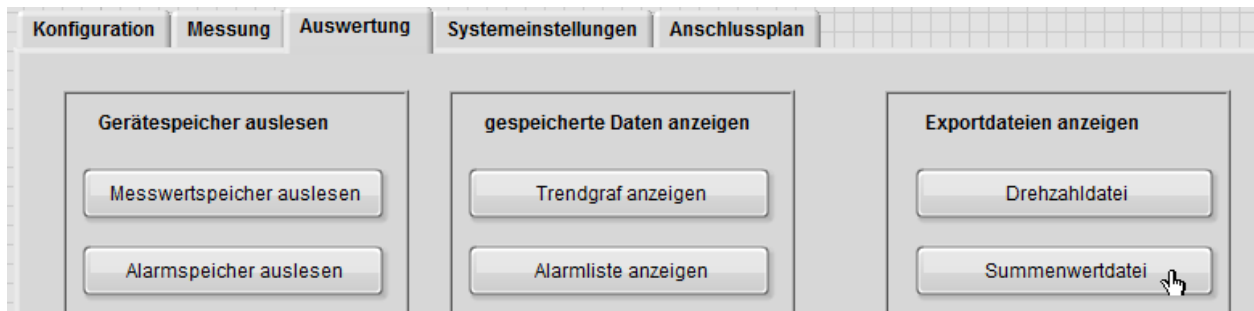 Konfiguration Messung Auswertung Systemeinstellungen Anschlussplan
Gerätespeicher auslesen
Messwertspeicher auslesen
Alarmspeicher auslesen
gespeicherte Daten anzeigen
Trendgraf anzeigen
Alarmliste anzeigen
Exportdateien anzeigen
Drehzahldatei
Summenwertdatei